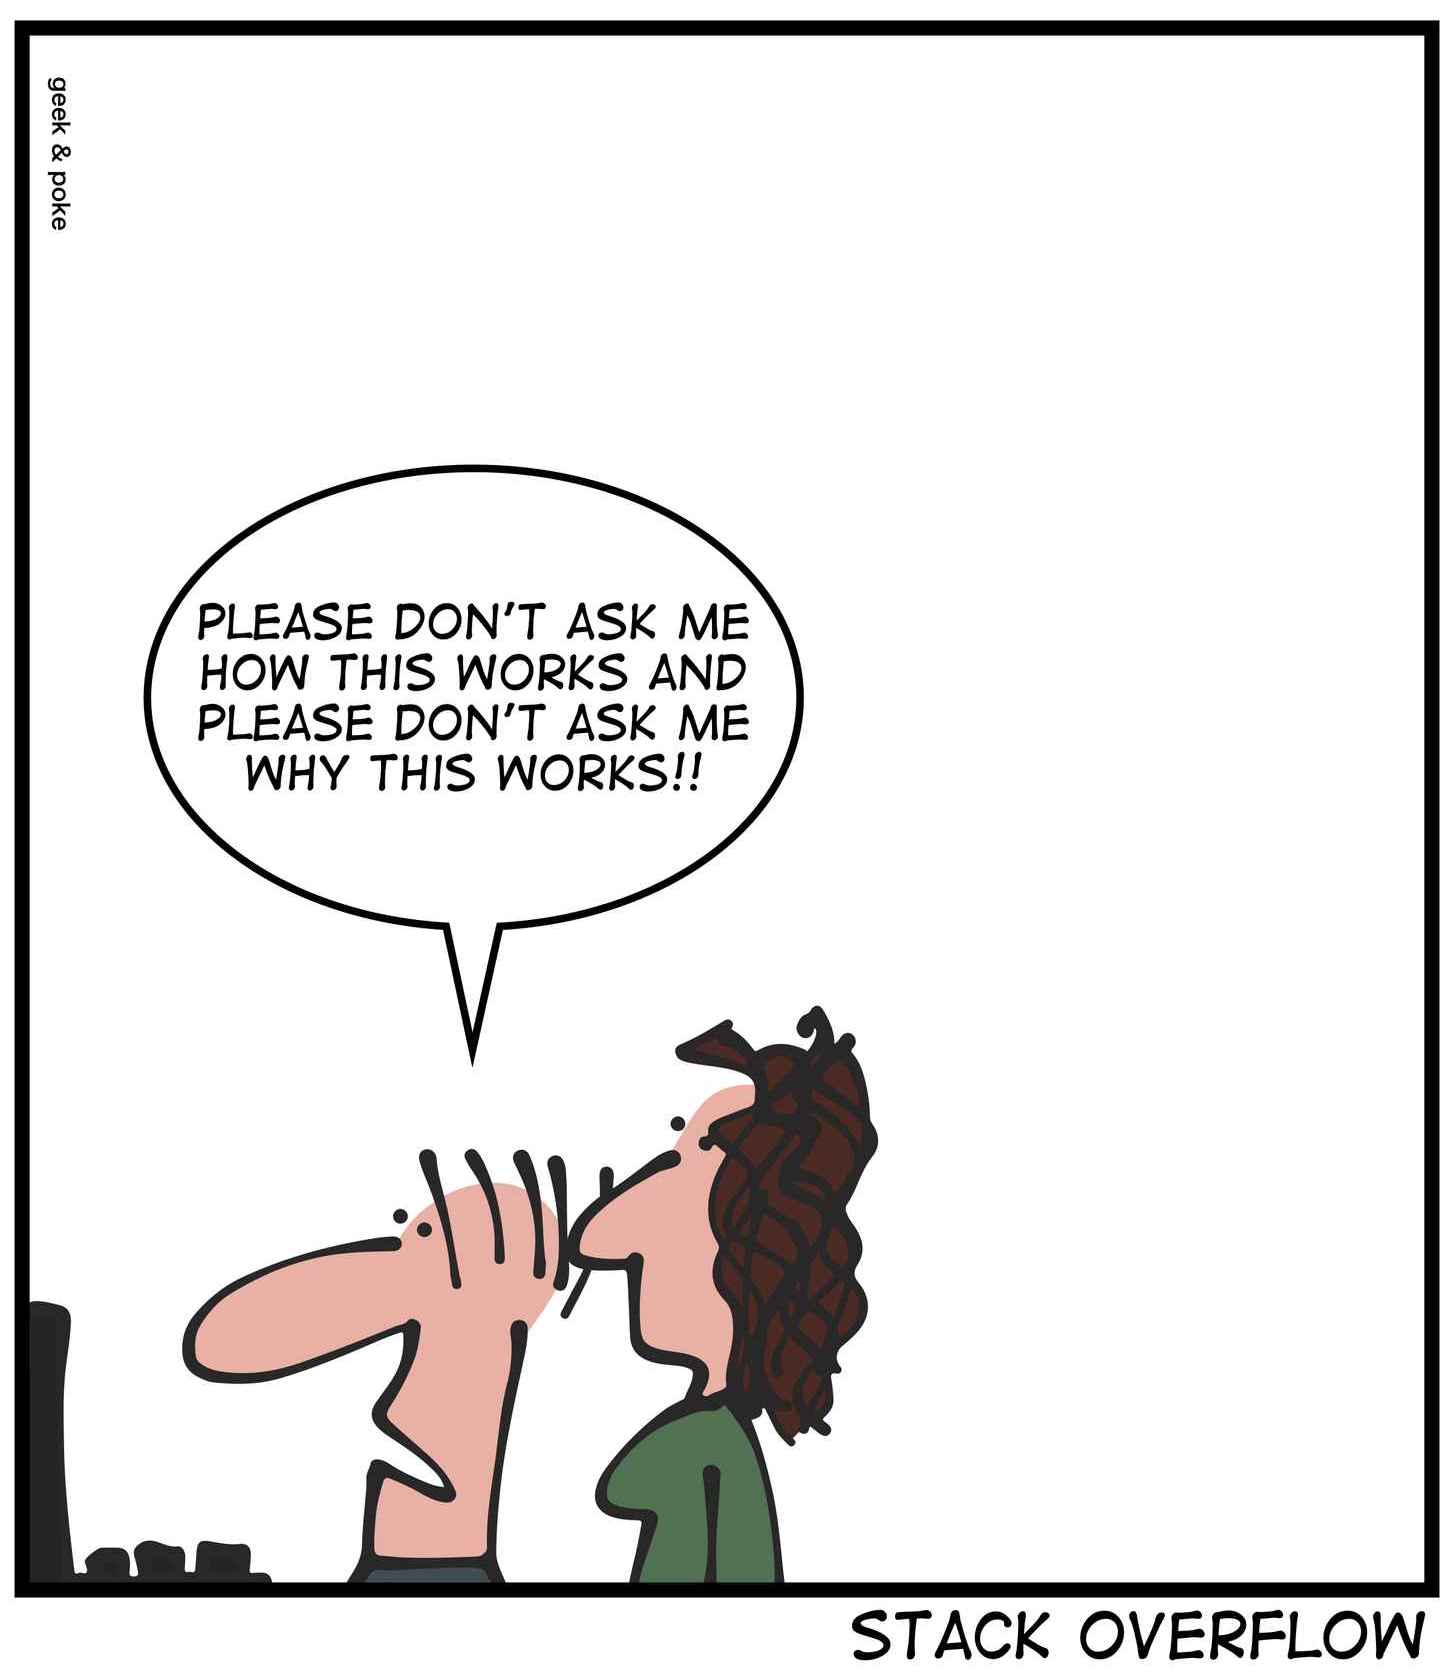 geek & poke
PLEASE DON'T ASK ME
HOW THIS WORKS AND
PLEASE DON'T ASK ME
WHY THIS WORKS!!
STACK OVERFLOW